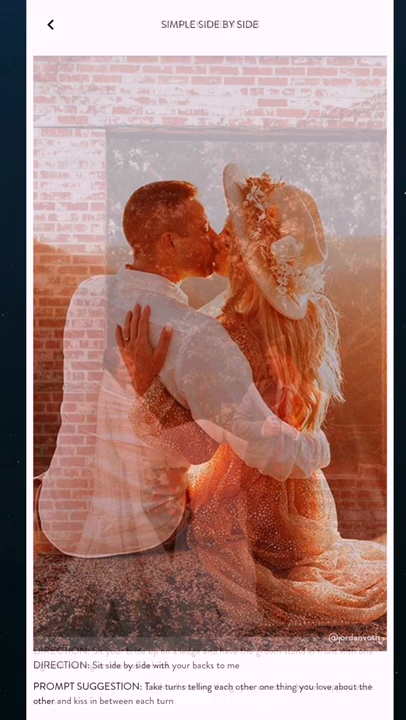 SIMPLE SIDE BY SIDE
@jordanvoth
DIRECTION: Sit side by side with your backs to me
PROMPT SUGGESTION: Take turns telling each other one thing you love about the
other and kiss in between each turn